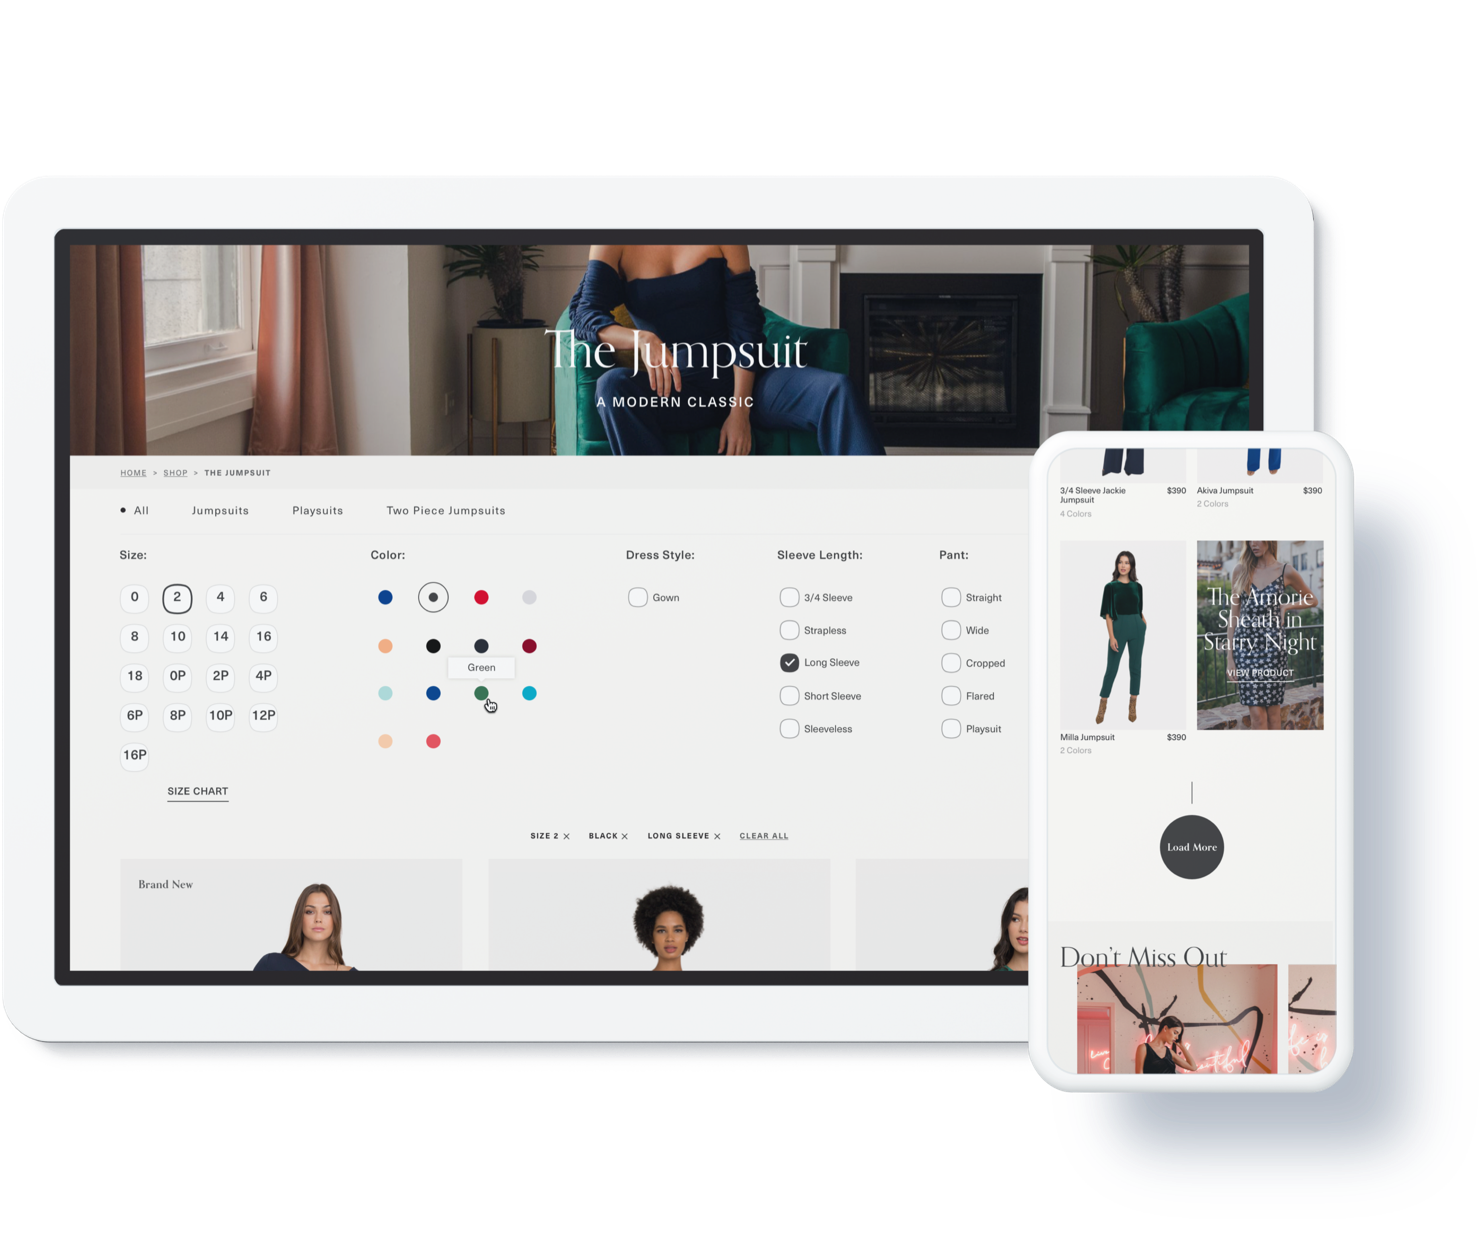 The Jumpsuit
A MODERN CLASSIC
HOME > SHOP > THE JUMPSUIT
All Jumpsuits Playsuits Two Piece Jumpsuits
Size:
0 2 4 6
8 10 14 16
18 0P 2P 4P
6P 8P 10P 12P
16P
SIZE CHART
Color:
Green
Dress Style:
Gown
Sleeve Length:
3/4 Sleeve
Strapless
Long Sleeve
Short Sleeve
Sleeveless
Pant:
Straight
Wide
Cropped
Flared
Playsuit
SIZE 2 × BLACK × LONG SLEEVE × CLEAR ALL
Brand New
3/4 Sleeve Jackie $390
Jumpsuit
4 Colors
Akiva Jumpsuit $390
2 Colors
Milla Jumpsuit $390
2 Colors
The Amorie
Sheath in
Starry Night
VIEW PRODUCT
Load More
Don't Miss Out